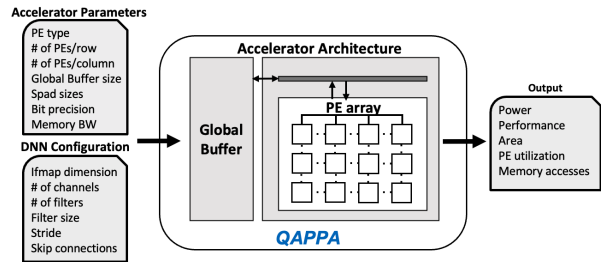 Accelerator Parameters
PE type
# of PEs/row
# of PEs/column
Global Buffer size
Spad sizes
Bit precision
Memory BW
DNN Configuration
Ifmap dimension
# of channels
# of filters
Filter size
Stride
Skip connections
Accelerator Architecture
Global
Buffer
PE array
QAPPA
Output
Power
Performance
Area
PE utilization
Memory accesses